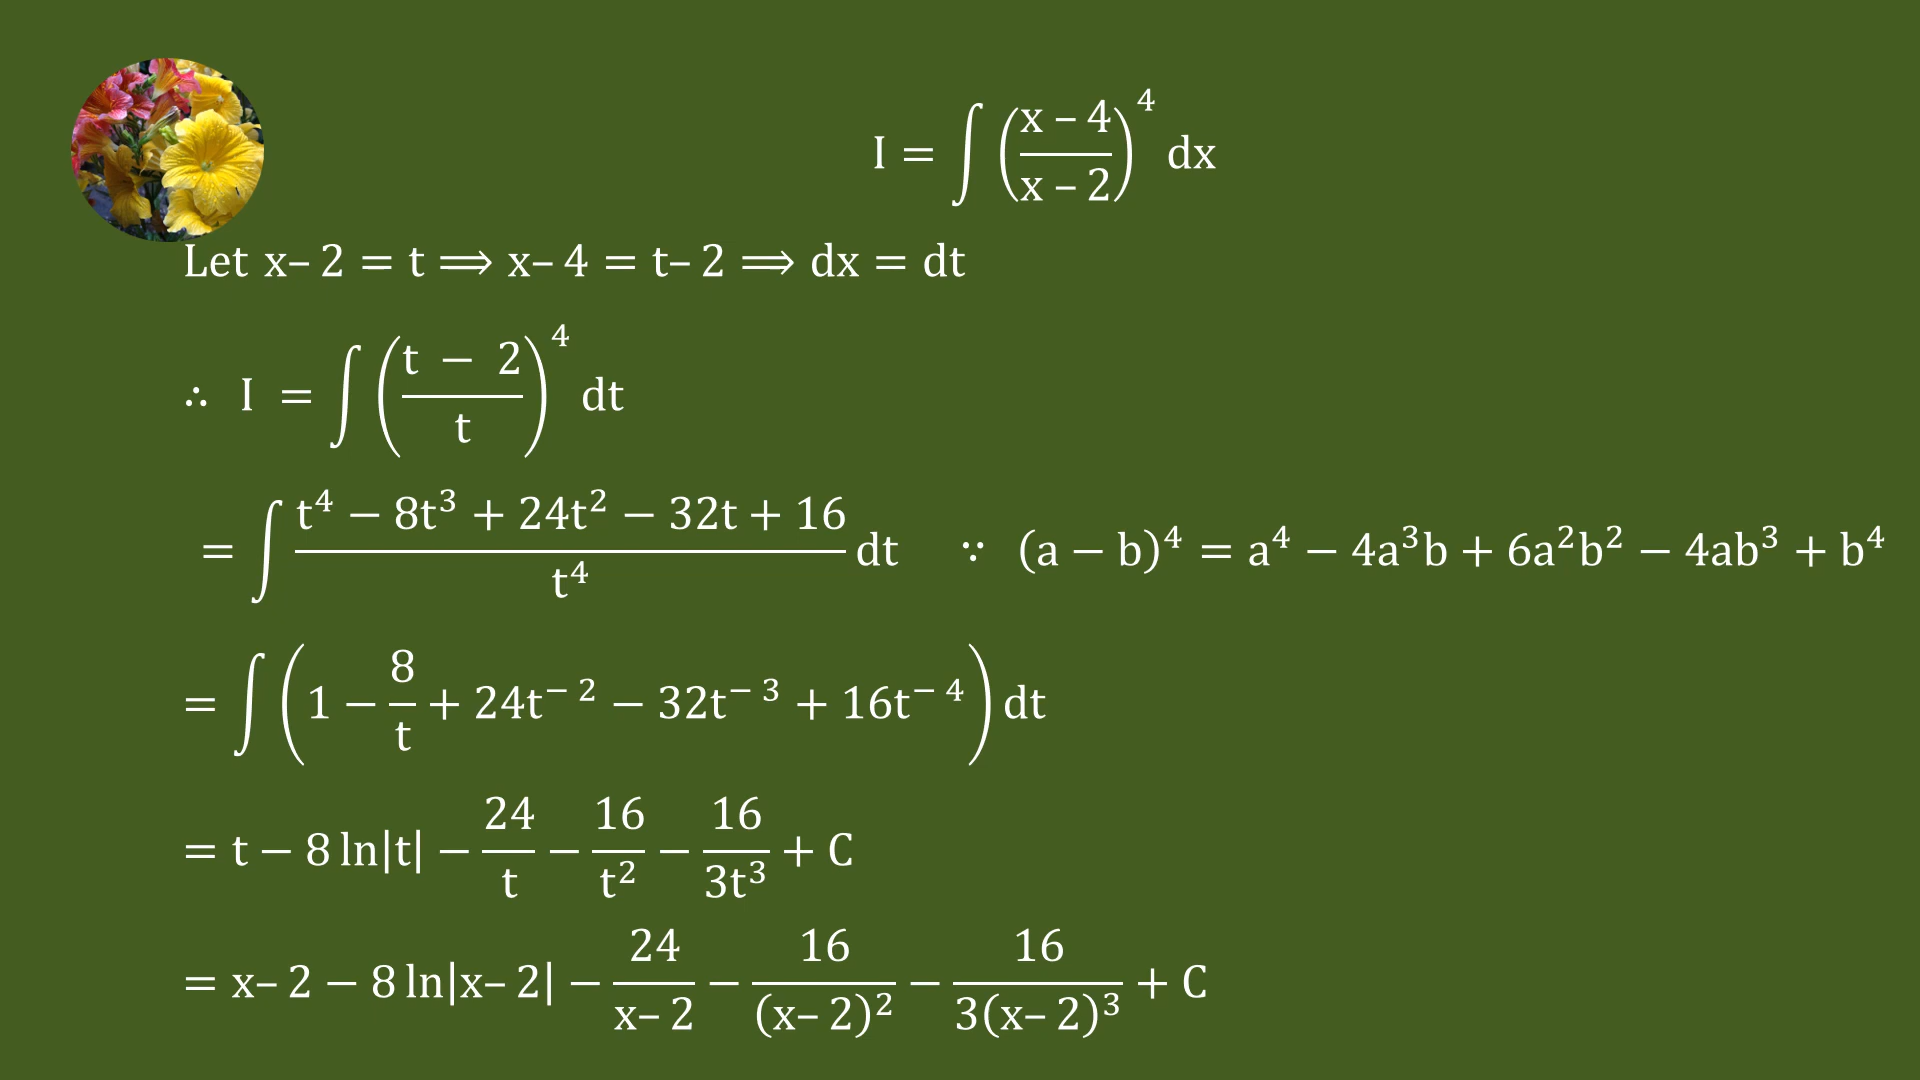 I = ∫ ((x – 4)/(x – 2))⁴ dx
Let x– 2 = t ⟹ x– 4 = t– 2 ⟹ dx = dt
∴ I = ∫ ((t − 2)/t)⁴ dt
= ∫ (t⁴ − 8t³ + 24t² − 32t + 16)/t⁴ dt ∵ (a − b)⁴ = a⁴ − 4a³b + 6a²b² − 4ab³ + b⁴
= ∫ (1 − 8/t + 24t⁻² − 32t⁻³ + 16t⁻⁴) dt
= t − 8 ln|t| − 24/t − 16/t² − 16/3t³ + C
= x– 2 − 8 ln|x– 2| − 24/(x– 2) − 16/(x– 2)² − 16/3(x– 2)³ + C